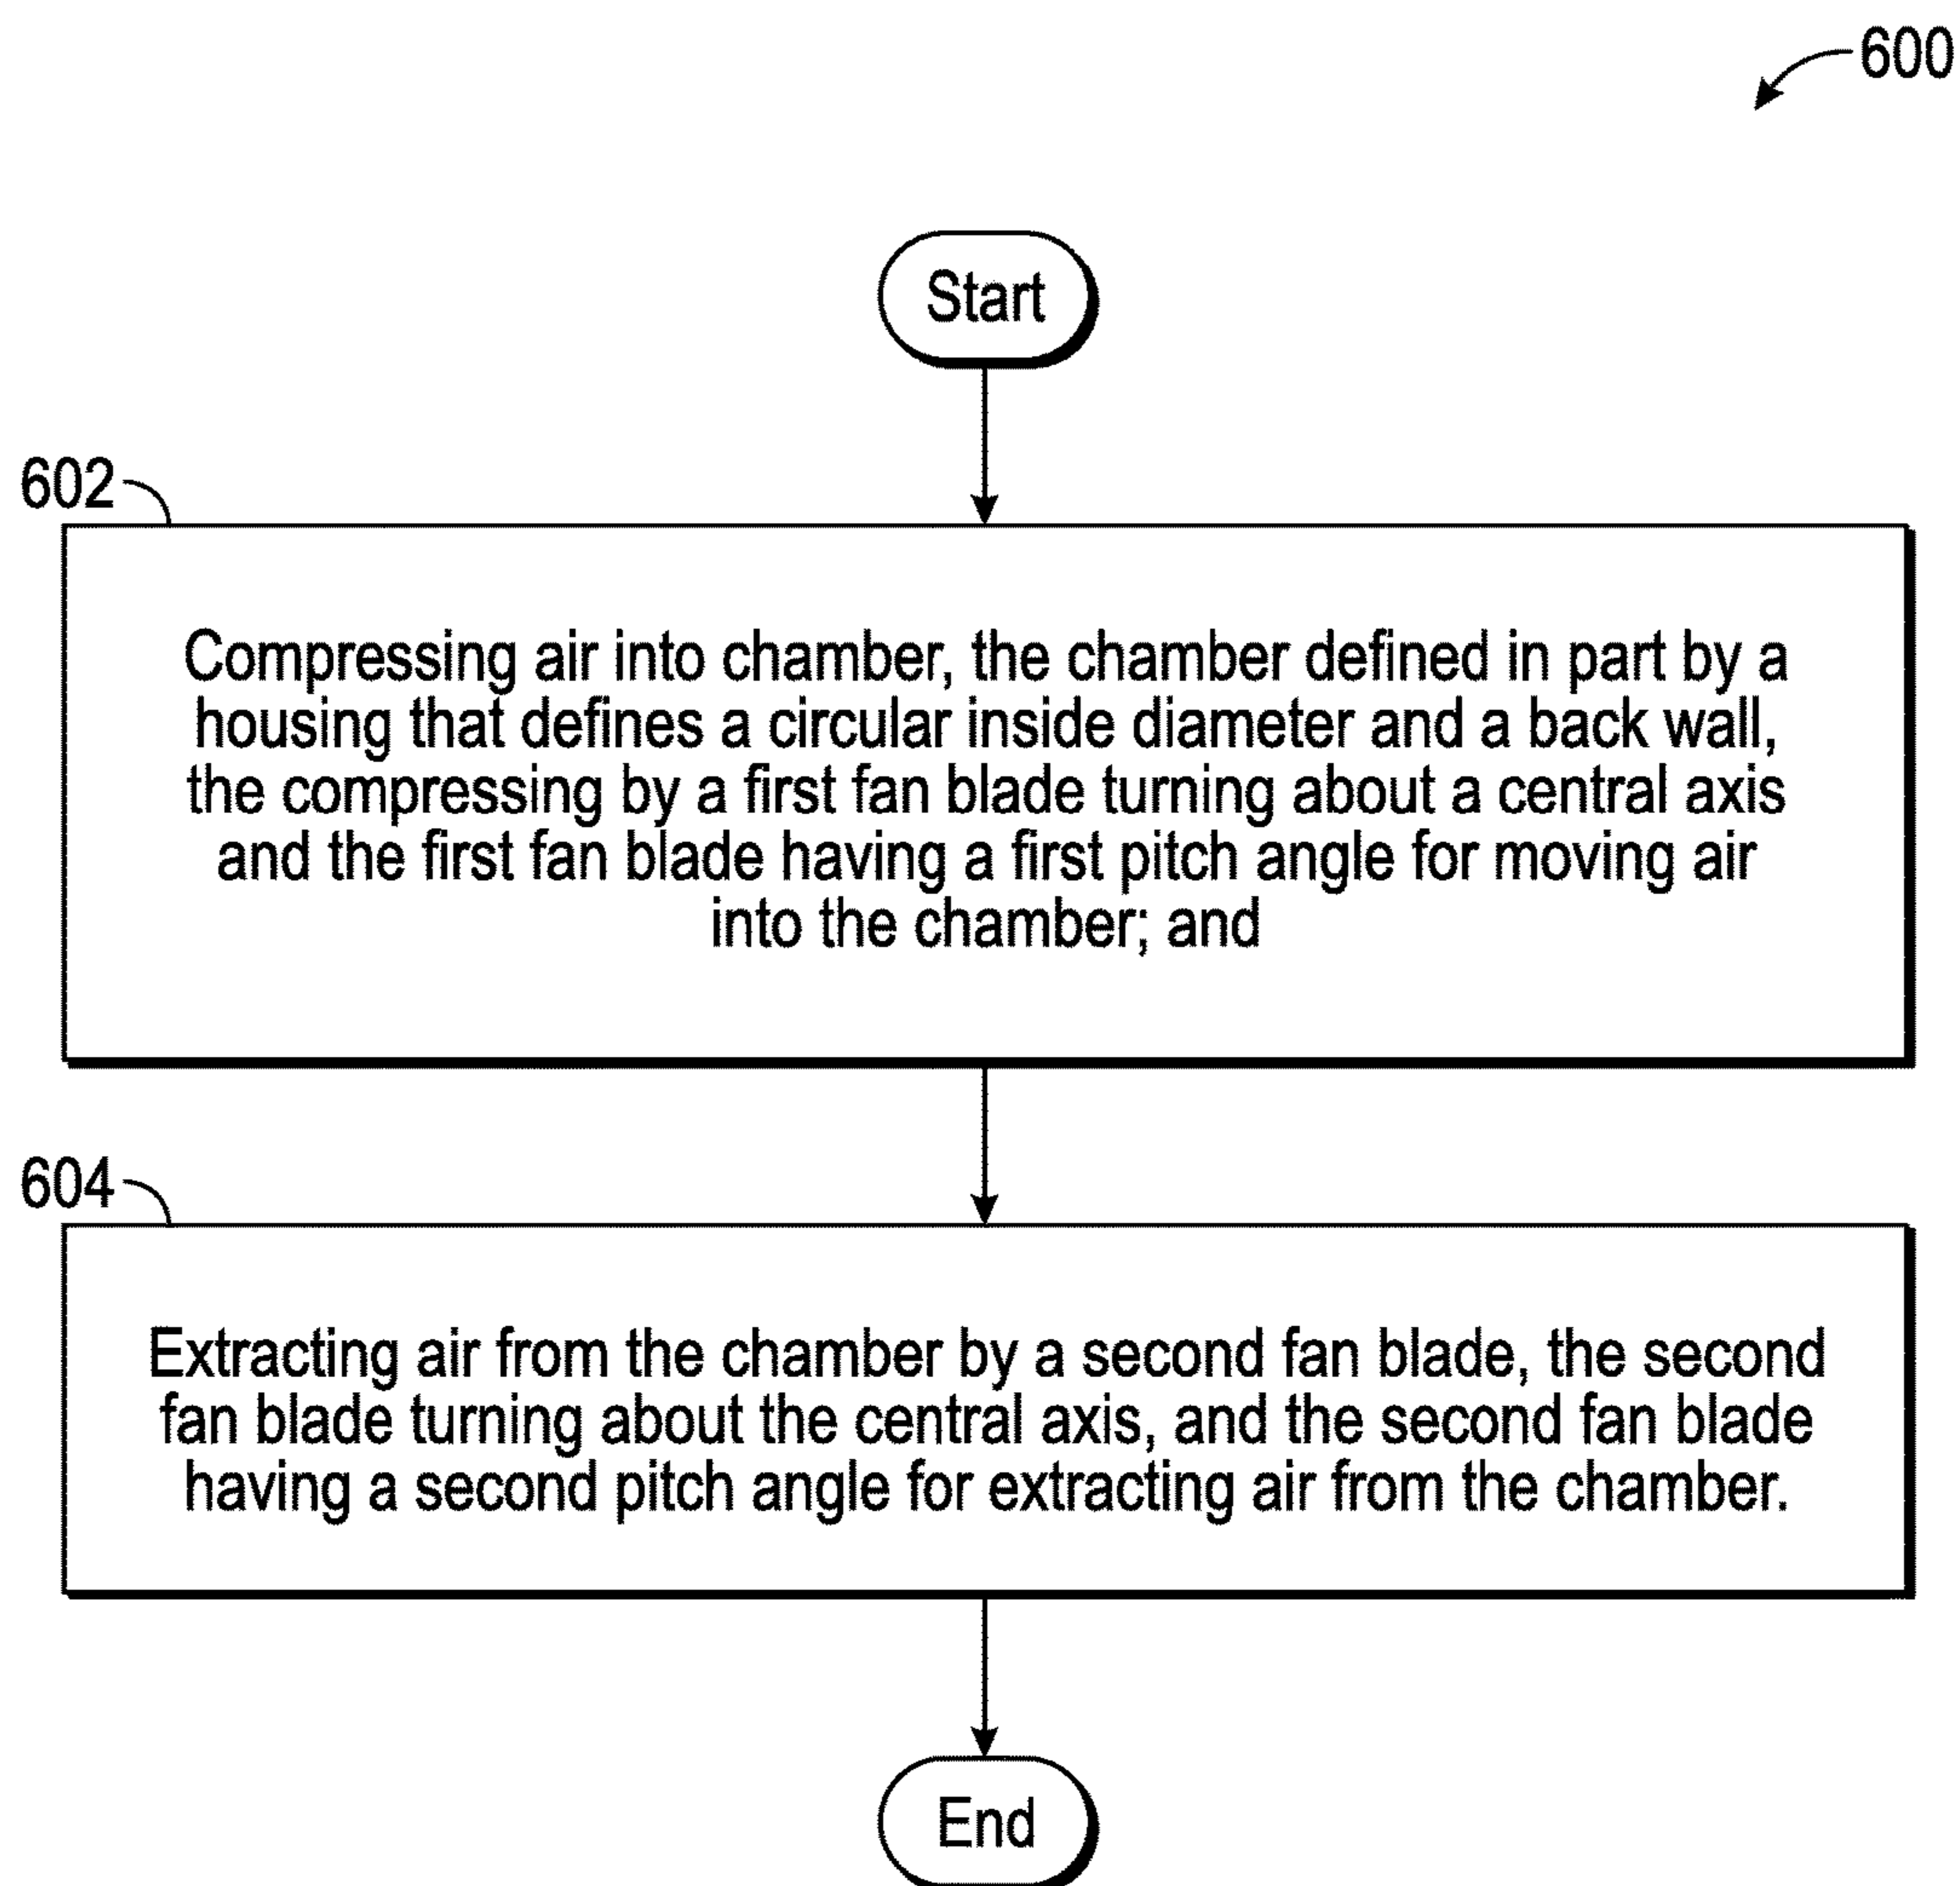 600
Start
602
Compressing air into chamber, the chamber defined in part by a
housing that defines a circular inside diameter and a back wall,
the compressing by a first fan blade turning about a central axis
and the first fan blade having a first pitch angle for moving air
into the chamber; and
604
Extracting air from the chamber by a second fan blade, the second
fan blade turning about the central axis, and the second fan blade
having a second pitch angle for extracting air from the chamber.
End